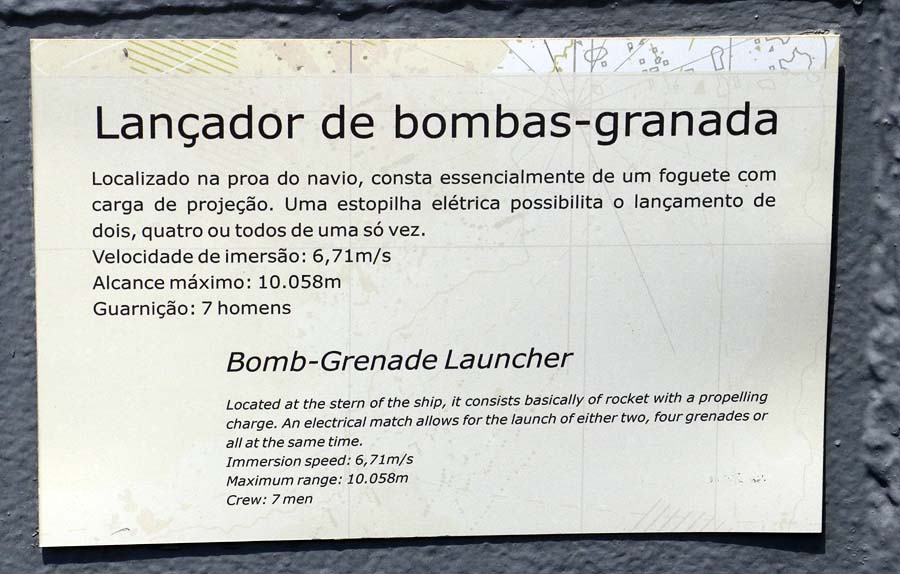 Lançador de bombas-granada
Localizado na proa do navio, consta essencialmente de um foguete com
carga de projeção. Uma estopilha elétrica possibilita o lançamento de
dois, quatro ou todos de uma só vez.
Velocidade de imersão: 6,71m/s
Alcance máximo: 10.058m
Guarnição: 7 homens
Bomb-Grenade Launcher
Located at the stern of the ship, it consists basically of rocket with a propelling
charge. An electrical match allows for the launch of either two, four grenades or
all at the same time.
Immersion speed: 6,71m/s
Maximum range: 10.058m
Crew: 7 men